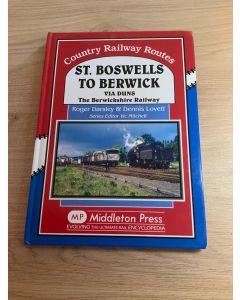 Country Railway Routes
ST. BOSWELLS
TO BERWICK
VIA DUNS
The Berwickshire Railway
Roger Darsley & Dennis Lovett
Series Editor Vic Mitchell
MP Middleton Press
EVOLVING THE ULTIMATE RAIL ENCYCLOPEDIA